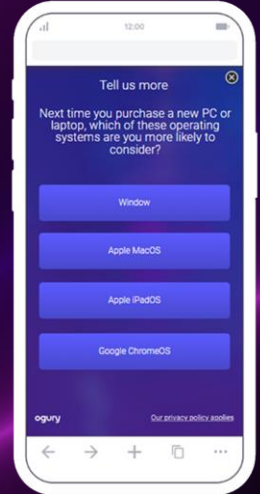 12:00
Tell us more
Next time you purchase a new PC or
laptop, which of these operating
systems are you more likely to
consider?
Window
Apple MacOS
Apple iPadOS
Google ChromeOS
ogury Our privacy policy applies